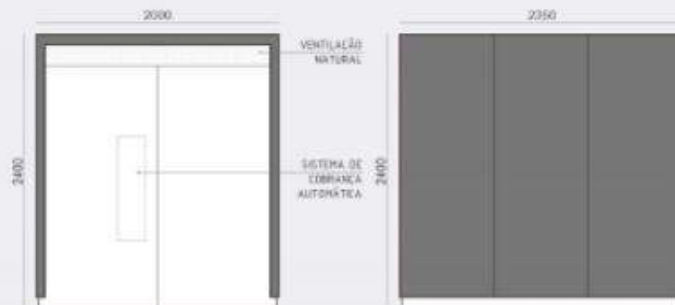 2000
2350
VENTILAÇÃO
NATURAL
2400
SISTEMA DE
COBRANÇA
AUTOMÁTICA
2400